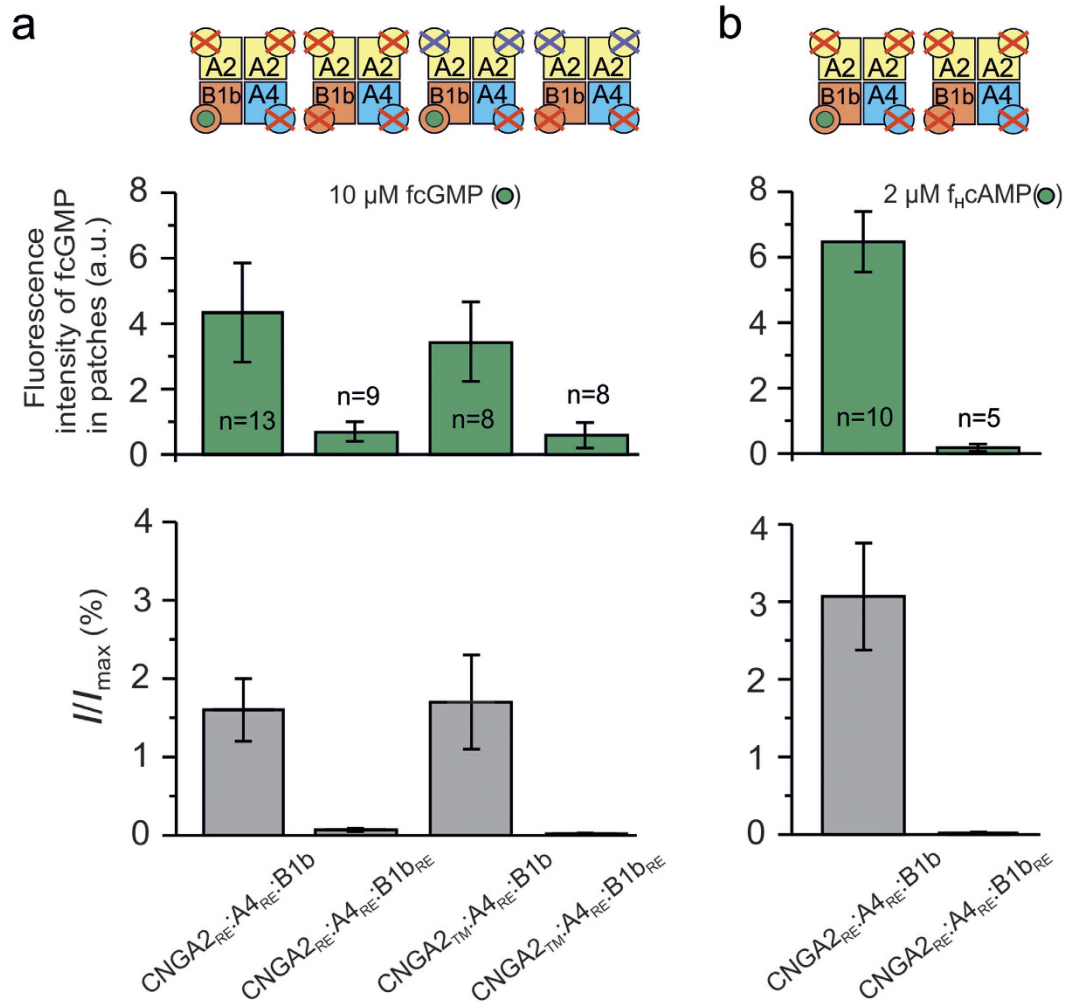 a
b
A2 A2 A2 A2 A2 A2 A2 A2
B1b A4 B1b A4 B1b A4 B1b A4
A2 A2 A2 A2
B1b A4 B1b A4
Fluorescence
intensity of fcGMP
in patches (a.u.)
8
6
4
2
0
10 µM fcGMP ( )
n=13
n=9
n=8
n=8
8
6
4
2
0
2 µM fHcAMP( )
n=10
n=5
I/Imax (%)
4
3
2
1
0
CNGA2RE:A4RE:B1b
CNGA2RE:A4RE:B1bRE
CNGA2TM:A4RE:B1b
CNGA2TM:A4RE:B1bRE
4
3
2
1
0
CNGA2RE:A4RE:B1b
CNGA2RE:A4RE:B1bRE